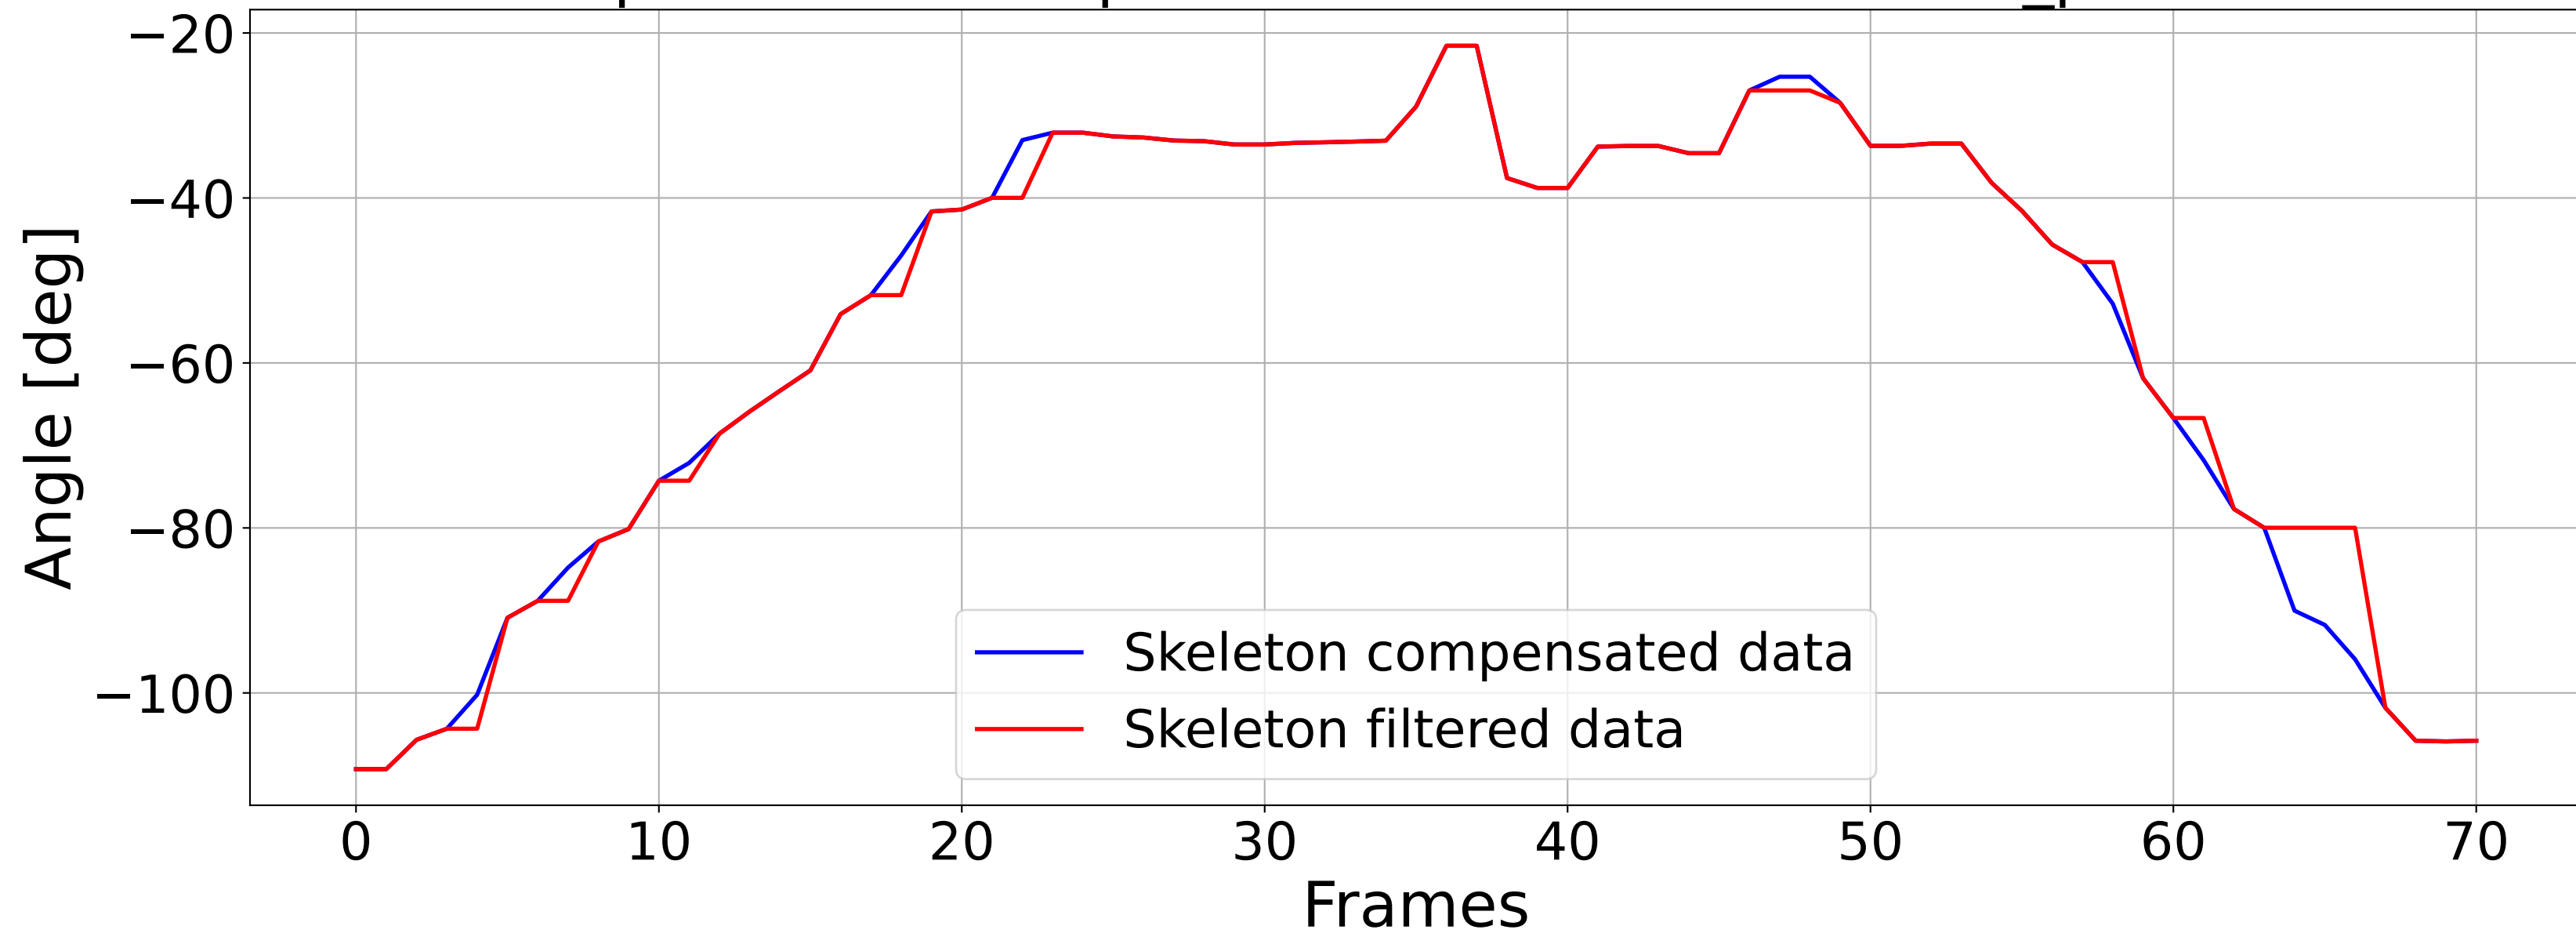 −20
−40
−60
−80
−100
Angle [deg]
Skeleton compensated data
Skeleton filtered data
0 10 20 30 40 50 60 70
Frames